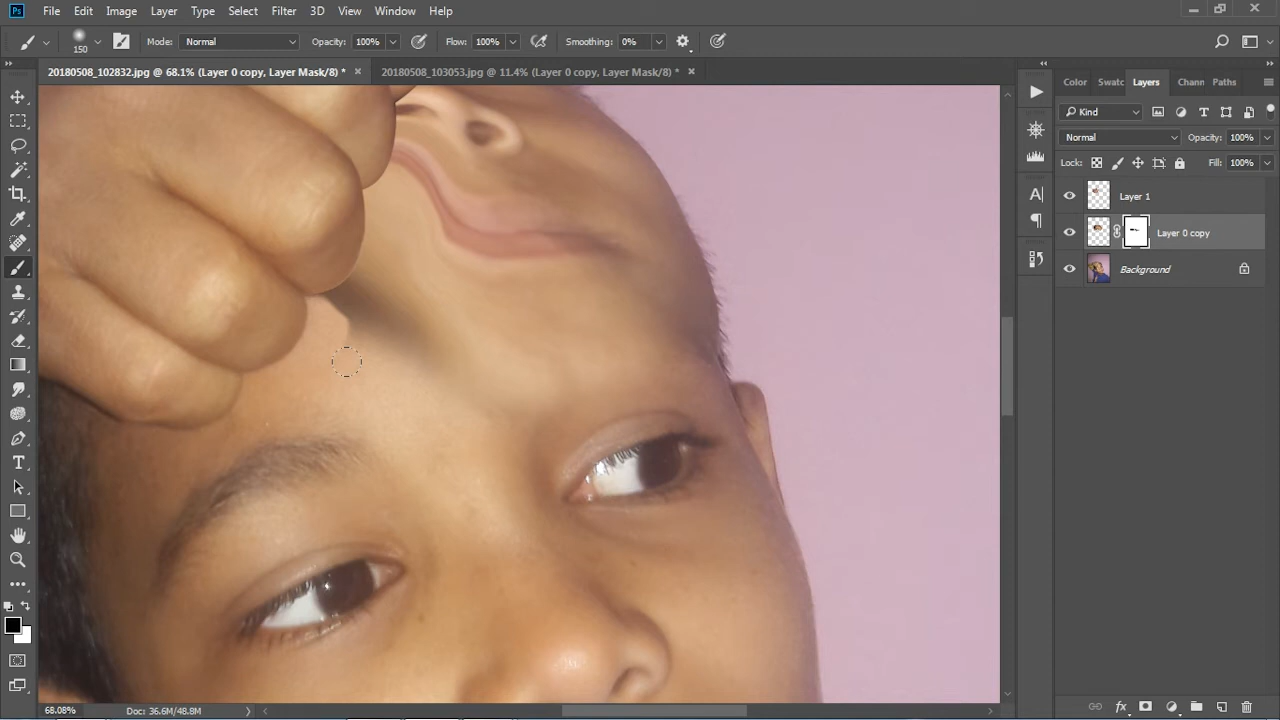 Ps File Edit Image Layer Type Select Filter 3D View Window Help
150 Mode: Normal Opacity: 100% Flow: 100% Smoothing: 0%
20180508_102832.jpg @ 68.1% (Layer 0 copy, Layer Mask/8) * × 20180508_103053.jpg @ 11.4% (Layer 0 copy, Layer Mask/8) * ×
Color Swatc Layers Chann Paths
Kind
Normal Opacity: 100%
Lock: Fill: 100%
Layer 1
Layer 0 copy
Background
68.08% Doc: 36.6M/48.8M